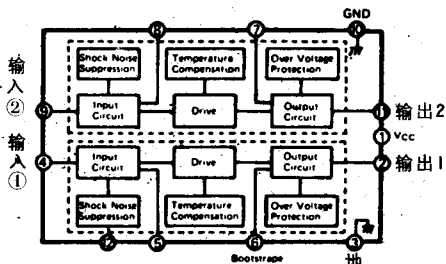 GND
⑧
⑦
⑩
Shock Noise
Suppression
Temperature
Compensation
Over Voltage
Protection
输
入
②
⑨
Input
Circuit
Drive
Output
Circuit
⑪
输出2
①
Vcc
输
入
①
④
Input
Circuit
Drive
Output
Circuit
②
输出1
Shock Noise
Suppression
Temperature
Compensation
Over Voltage
Protection
⑫
⑤
⑥
③
Bootstrape
地